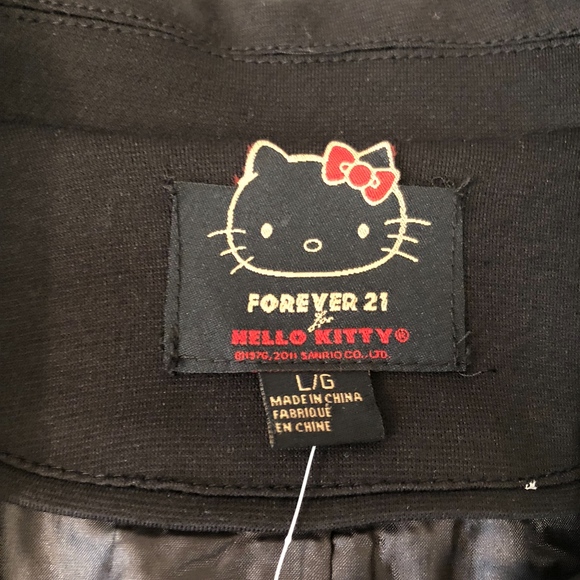 FOREVER 21
for
HELLO KITTY®
©1976, 2011 SANRIO CO., LTD.
L/G
MADE IN CHINA
FABRIQUÉ
EN CHINE